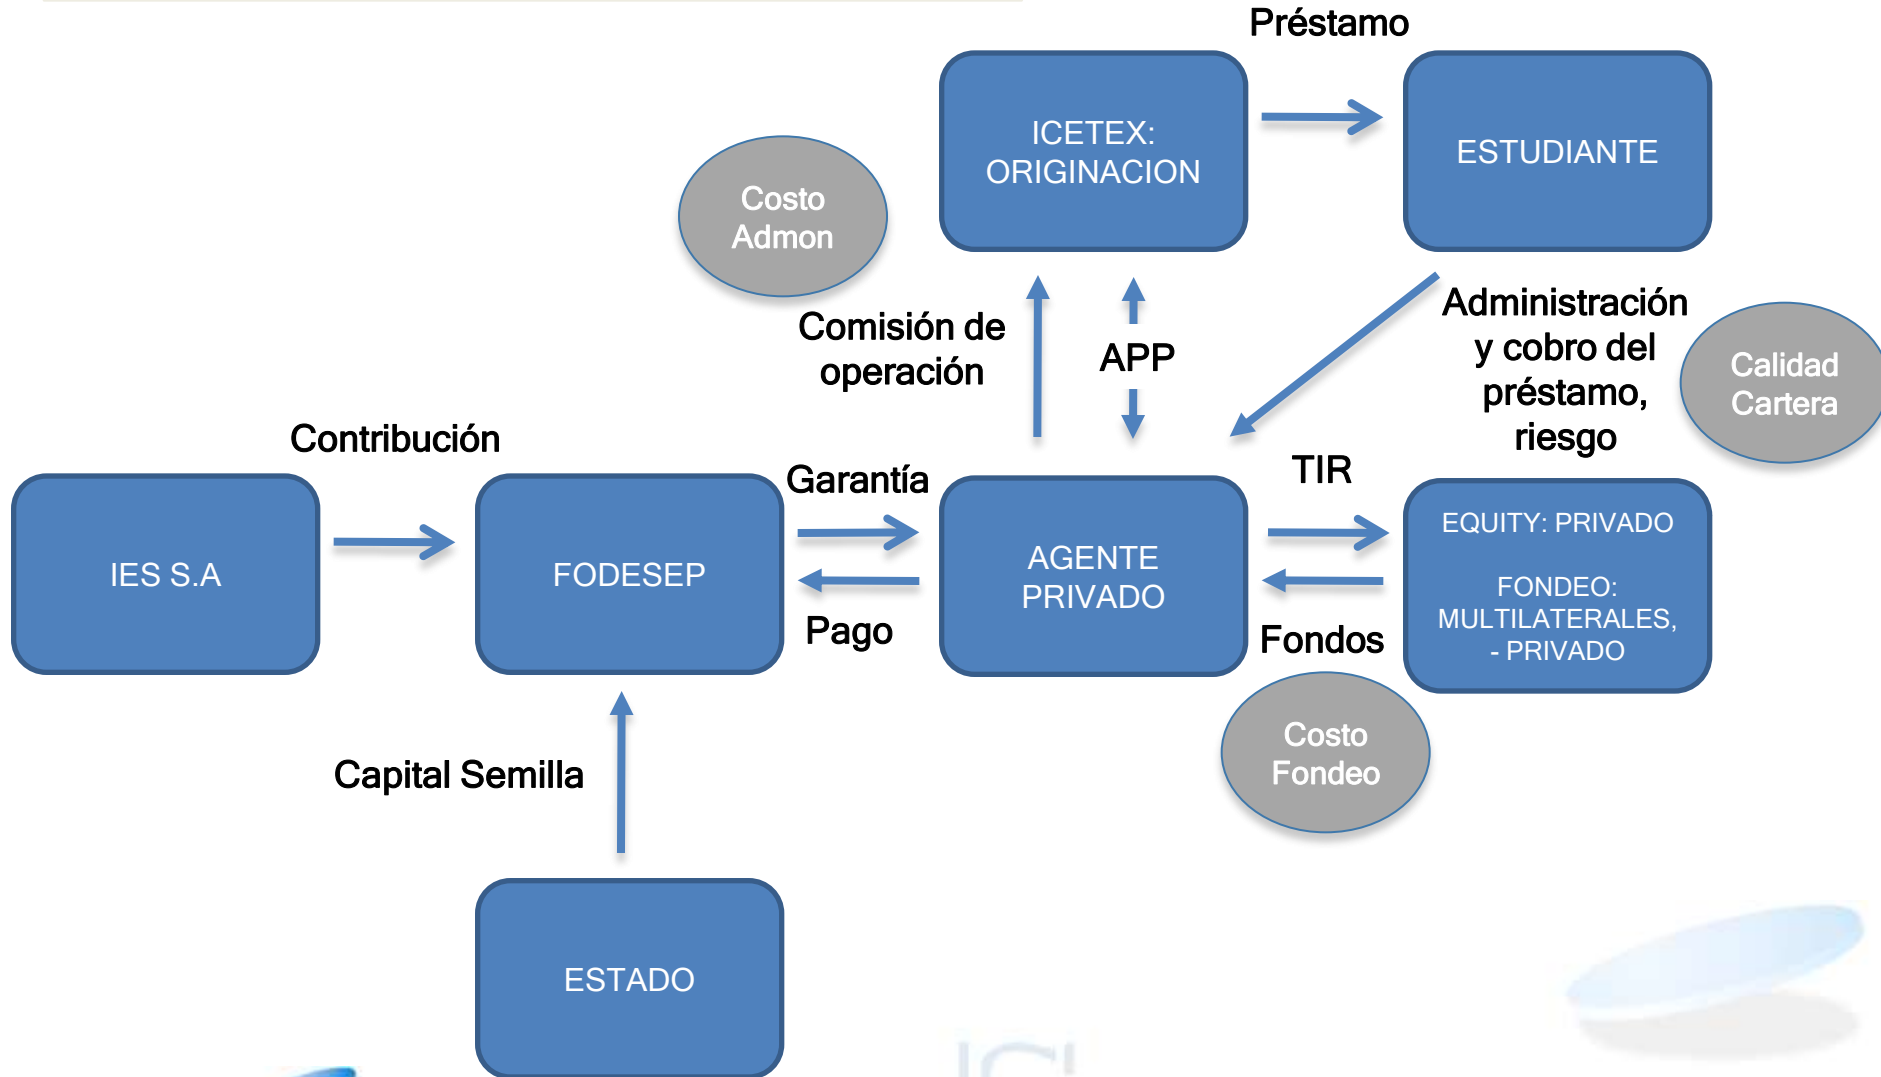 Préstamo
ICETEX:
ORIGINACION
ESTUDIANTE
Costo
Admon
Comisión de
operación
APP
Administración
y cobro del
préstamo,
riesgo
Calidad
Cartera
Contribución
Garantía
TIR
IES S.A
FODESEP
AGENTE
PRIVADO
EQUITY: PRIVADO
FONDEO:
MULTILATERALES,
- PRIVADO
Pago
Fondos
Costo
Fondeo
Capital Semilla
ESTADO